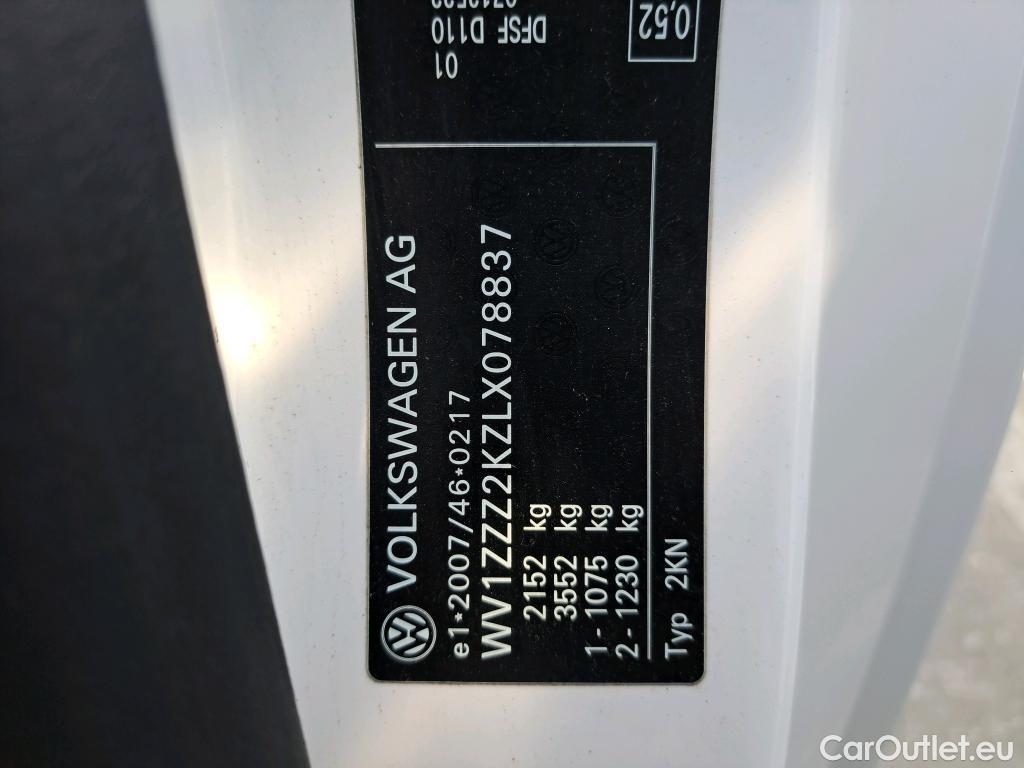 VOLKSWAGEN AG
e1*2007/46*0217
WV1ZZZ2KZLX078837
2152 kg
3552 kg
1 - 1075 kg
2 - 1230 kg
Typ 2KN
01
DFSF D110
0,52
CarOutlet.eu